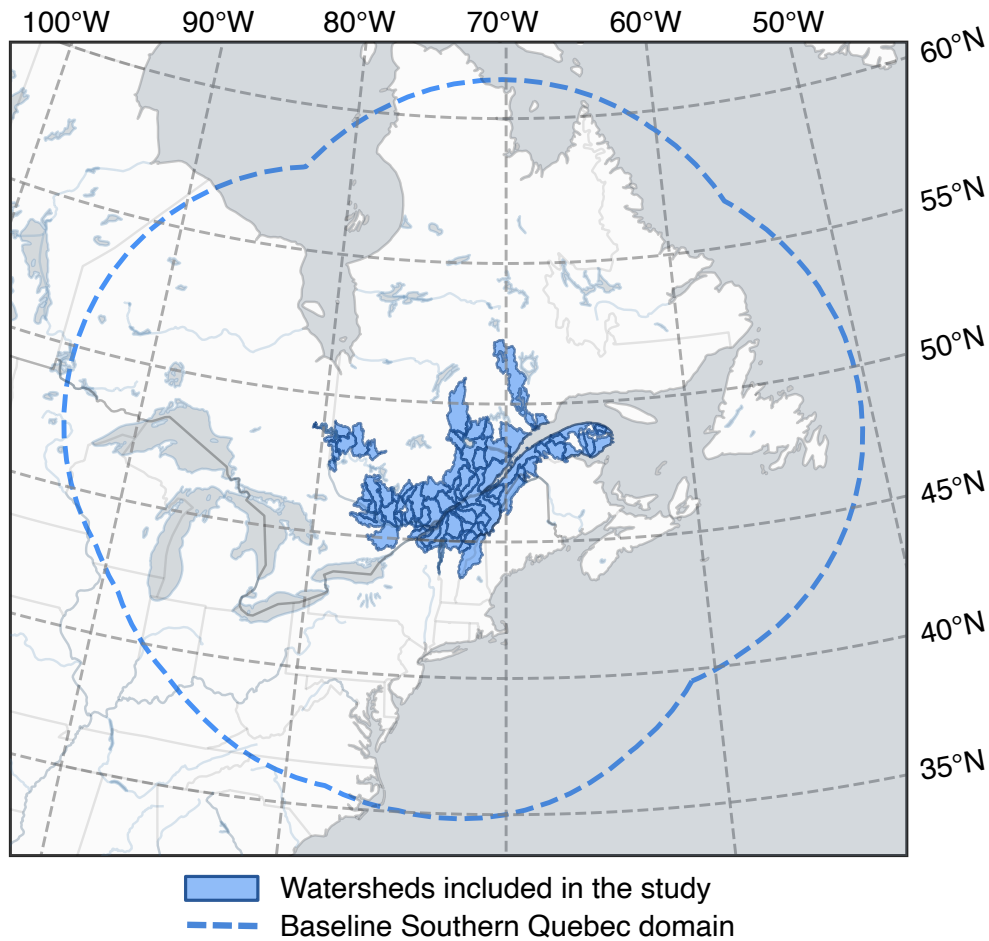 100°W 90°W 80°W 70°W 60°W 50°W
60°N
55°N
50°N
45°N
40°N
35°N
Watersheds included in the study
Baseline Southern Quebec domain